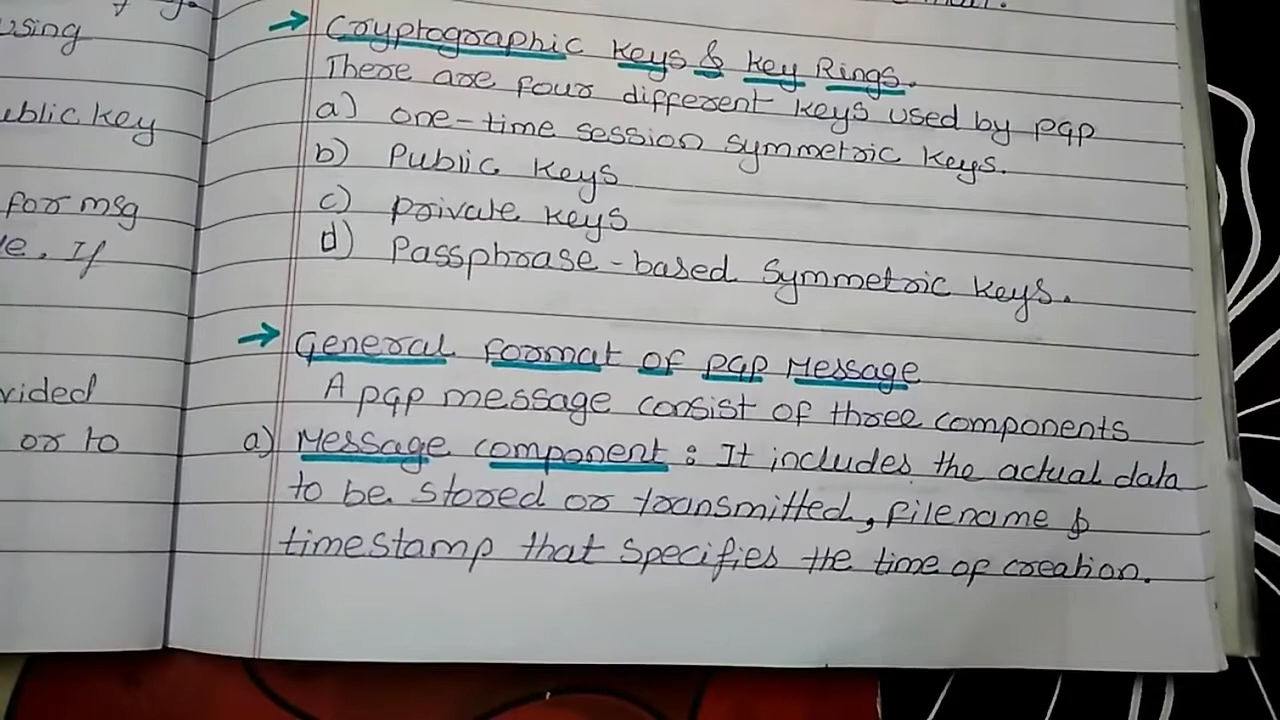 using
ublic key
for msg
le. If
vided
or to
→ Cryptographic Keys & Key Rings.
There are four different keys used by PGP
a) one-time session symmetric keys.
b) Public keys
c) private keys
d) Passphrase-based symmetric keys.
→ General format of PGP Message
A PGP message consist of three components
a) Message component : It includes the actual data
to be stored or transmitted, filename &
timestamp that specifies the time of creation.